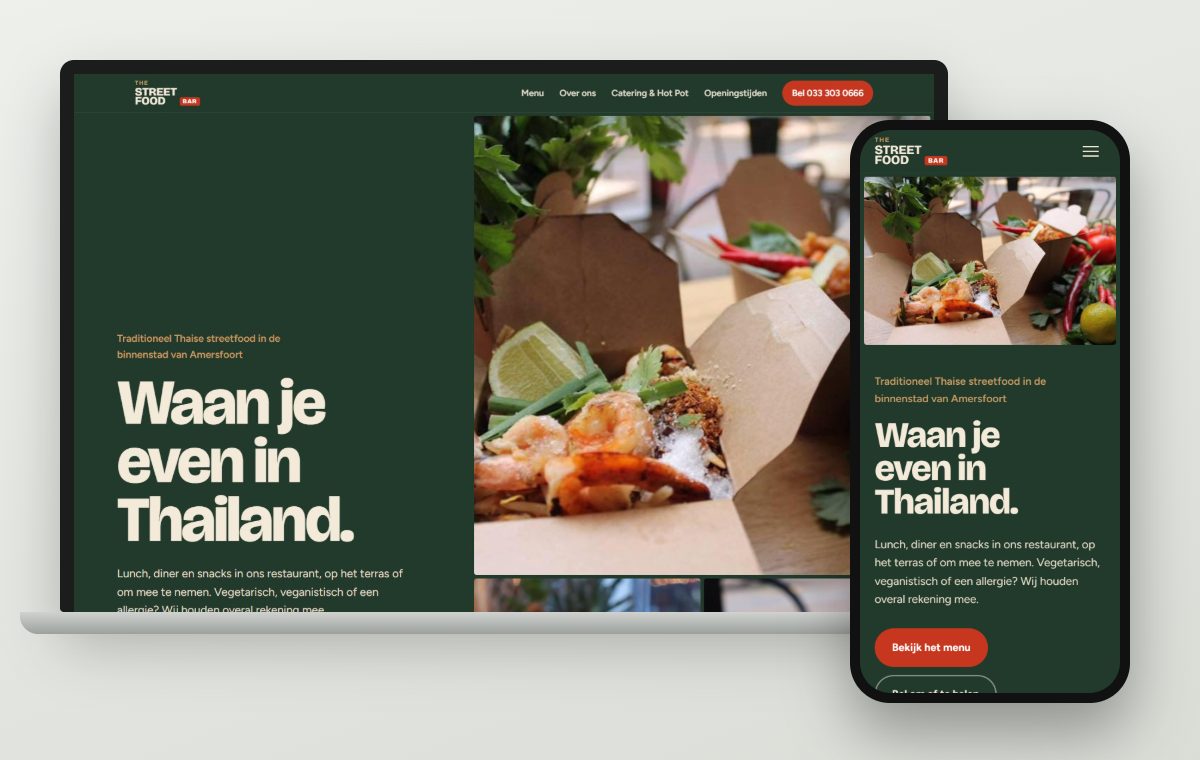 THE
STREET
FOOD BAR
Menu Over ons Catering & Hot Pot Openingstijden Bel 033 303 0666
Traditioneel Thaise streetfood in de
binnenstad van Amersfoort
Waan je
even in
Thailand.
Lunch, diner en snacks in ons restaurant, op het terras of
om mee te nemen. Vegetarisch, veganistisch of een
allergie? Wij houden overal rekening mee.
THE
STREET
FOOD BAR
Traditioneel Thaise streetfood in de
binnenstad van Amersfoort
Waan je
even in
Thailand.
Lunch, diner en snacks in ons restaurant, op
het terras of om mee te nemen. Vegetarisch,
veganistisch of een allergie? Wij houden
overal rekening mee.
Bekijk het menu